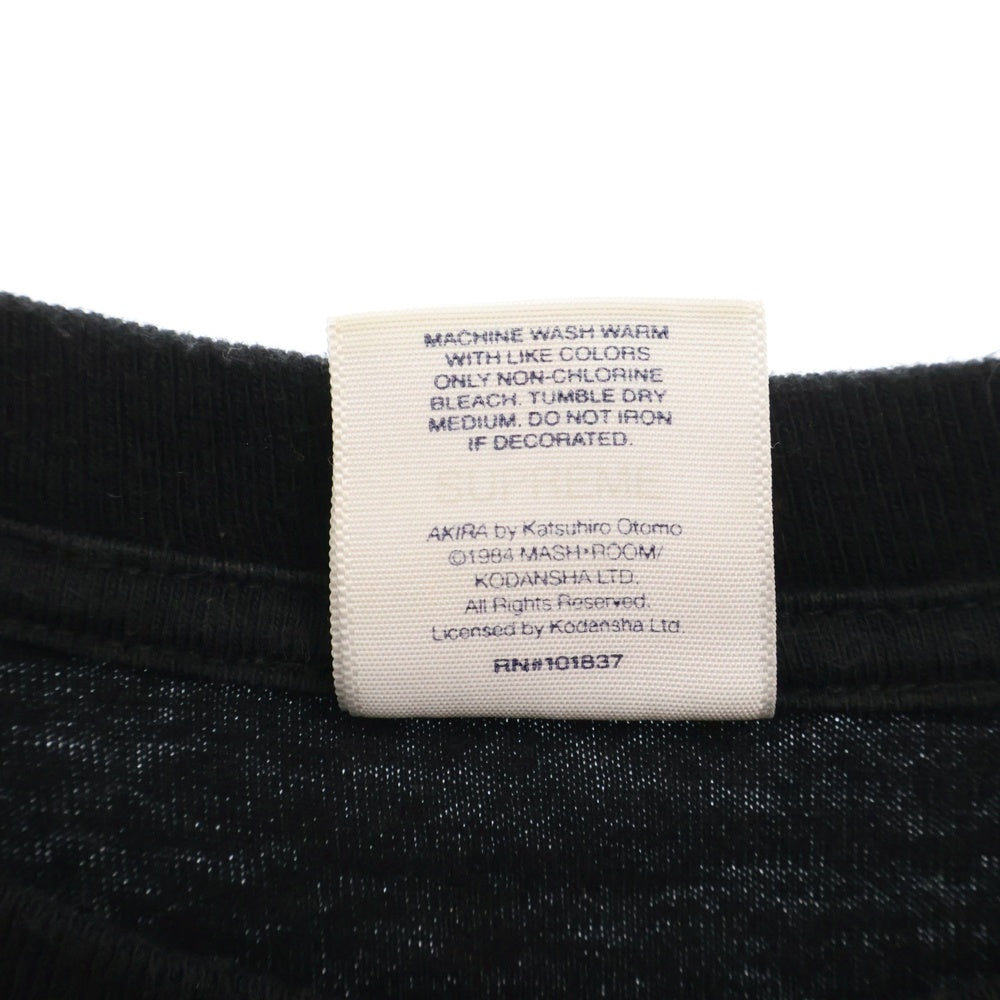 MACHINE WASH WARM
WITH LIKE COLORS
ONLY NON-CHLORINE
BLEACH. TUMBLE DRY
MEDIUM. DO NOT IRON
IF DECORATED.
SUPREME
AKIRA by Katsuhiro Otomo
©1984 MASH•ROOM/
KODANSHA LTD.
All Rights Reserved.
Licensed by Kodansha Ltd.
RN#101837